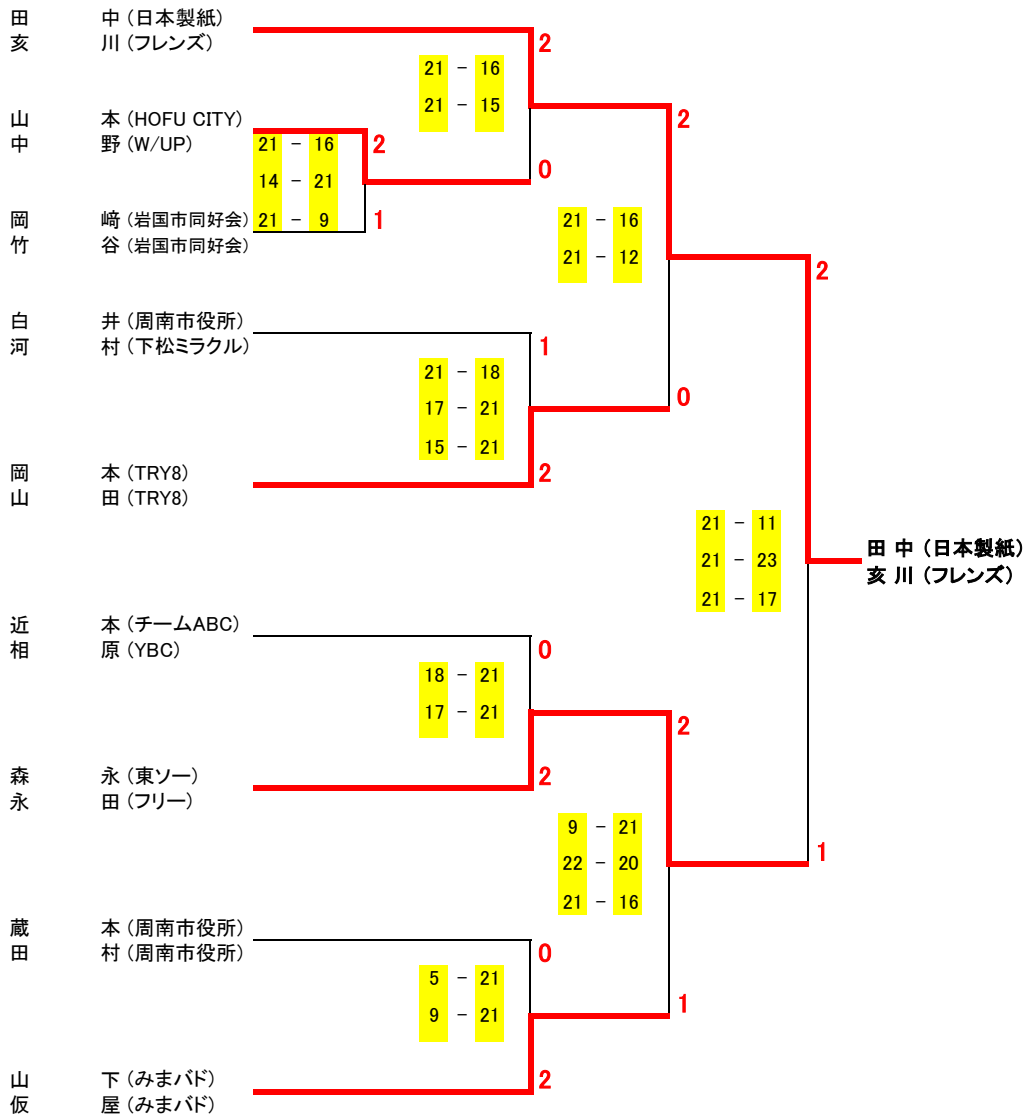 田 中 (日本製紙)
亥 川 (フレンズ)
2
21 - 16
21 - 15
山 本 (HOFU CITY)
中 野 (W/UP)
2
21 - 16
2
14 - 21
0
岡 﨑 (岩国市同好会)
21 - 9
1
竹 谷 (岩国市同好会)
21 - 16
21 - 12
2
白 井 (周南市役所)
河 村 (下松ミラクル)
1
21 - 18
17 - 21
0
15 - 21
岡 本 (TRY8)
山 田 (TRY8)
2
21 - 11
21 - 23
21 - 17
田 中 (日本製紙)
亥 川 (フレンズ)
近 本 (チームABC)
相 原 (YBC)
0
18 - 21
17 - 21
2
森 永 (東ソー)
永 田 (フリー)
2
9 - 21
22 - 20
1
21 - 16
蔵 本 (周南市役所)
田 村 (周南市役所)
0
5 - 21
9 - 21
1
山 下 (みまバド)
仮 屋 (みまバド)
2